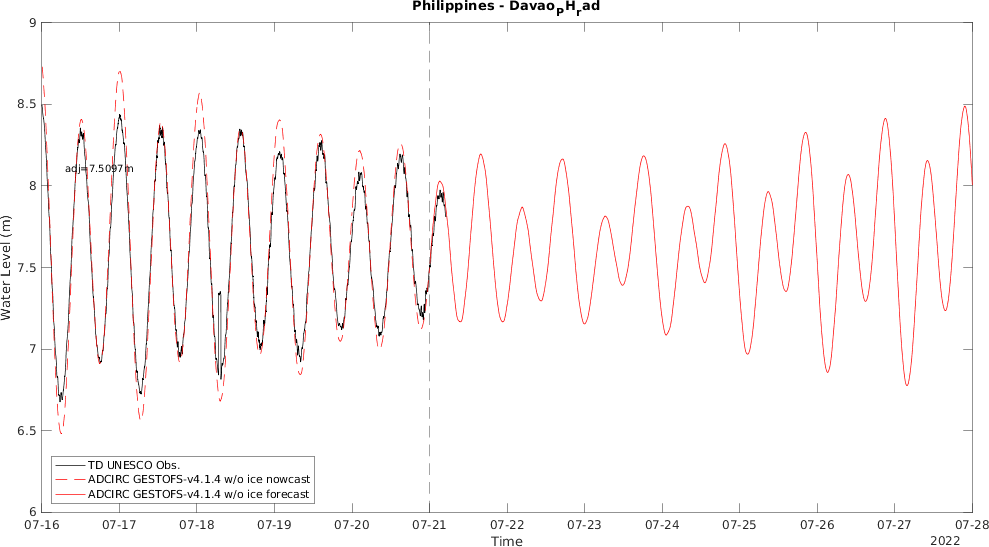 Philippines - Davao_PH_rad
Water Level (m)
9
8.5
8
7.5
7
6.5
6
adj=7.5097m
TD UNESCO Obs.
ADCIRC GESTOFS-v4.1.4 w/o ice nowcast
ADCIRC GESTOFS-v4.1.4 w/o ice forecast
07-16 07-17 07-18 07-19 07-20 07-21 07-22 07-23 07-24 07-25 07-26 07-27 07-28
Time
2022